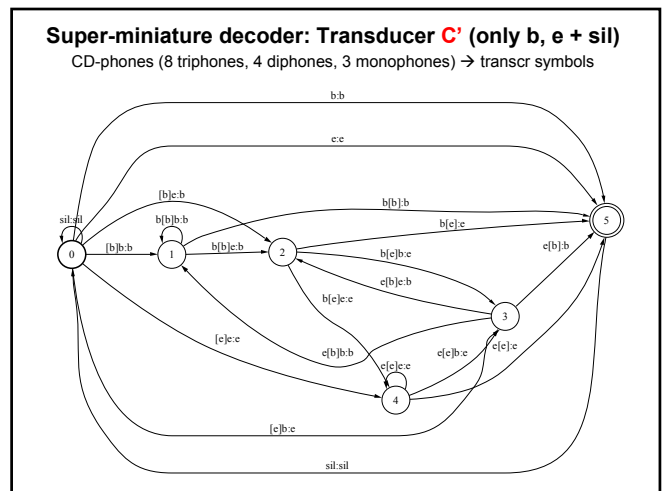 Super-miniature decoder: Transducer C’ (only b, e + sil)
CD-phones (8 triphones, 4 diphones, 3 monophones) → transcr symbols
b:b
e:e
[b]e:b
sil:sil
b[b]b:b
b[b]:b
b[e]:e
5
0
[b]b:b
1
b[b]e:b
2
b[e]b:e
e[b]:b
e[b]e:b
b[e]e:e
3
[e]e:e
e[b]b:b
e[e]b:e
e[e]:e
e[e]e:e
4
[e]b:e
sil:sil